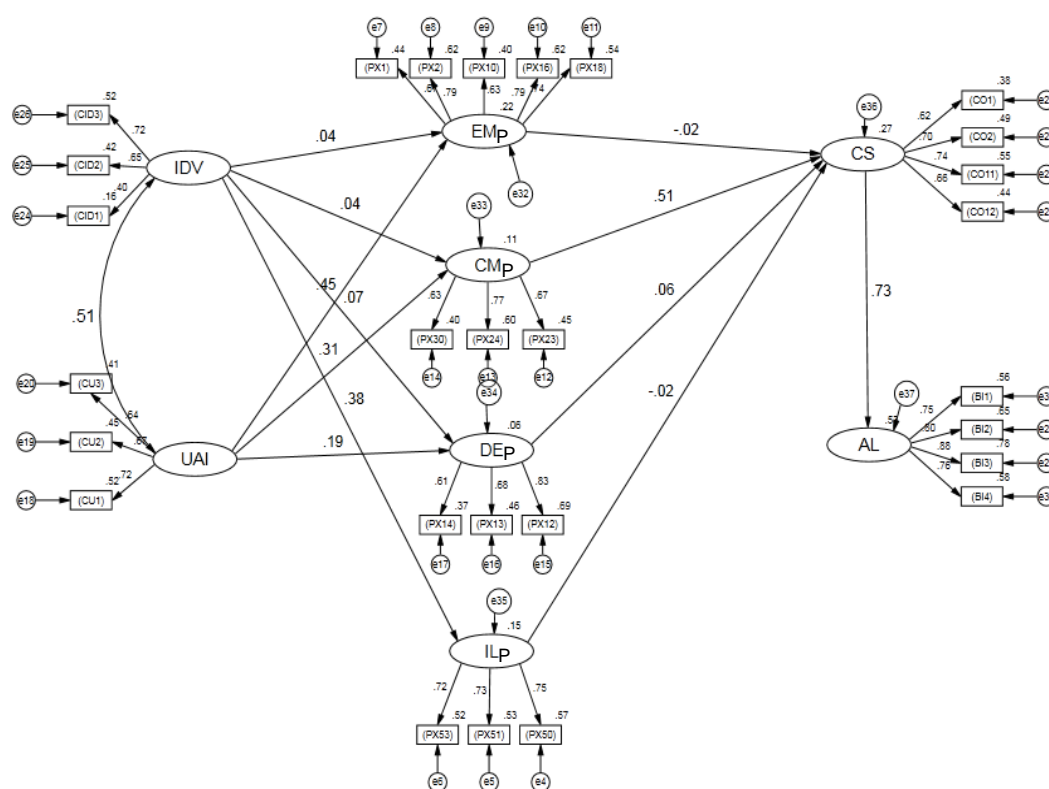 e7 e8 e9 e10 e11
.44 .62 .40 .62 .54
(PX1) (PX2) (PX10) (PX16) (PX18)
.79 .63 .79
.22
EMP
e32
e26 (CID3) .52
.72
e25 (CID2) .42
.65
e24 (CID1) .16
.40
IDV
.04
.04
.45
.07
.51
.31
.38
.19
-.02
.51
.06
-.02
.73
e33
.11
CMP
.63 .77 .67
.40 .60 .45
(PX30) (PX24) (PX23)
e14 e13 e12
e34
.06
DEP
.61 .68 .83
.37 .46 .69
(PX14) (PX13) (PX12)
e17 e16 e15
e35
.15
ILP
.72 .73 .75
.52 .53 .57
(PX53) (PX51) (PX50)
e6 e5 e4
.41
e20 (CU3)
.64
.45
e19 (CU2)
.67
.52
e18 (CU1)
.72
UAI
e36
.27
CS
.38
.62 (CO1)
.49
.70 (CO2)
.55
.74 (CO11)
.44
.66 (CO12)
e37
AL
.56
.75 (BI1)
.65
(BI2)
.78
.88 (BI3)
.58
.76 (BI4)